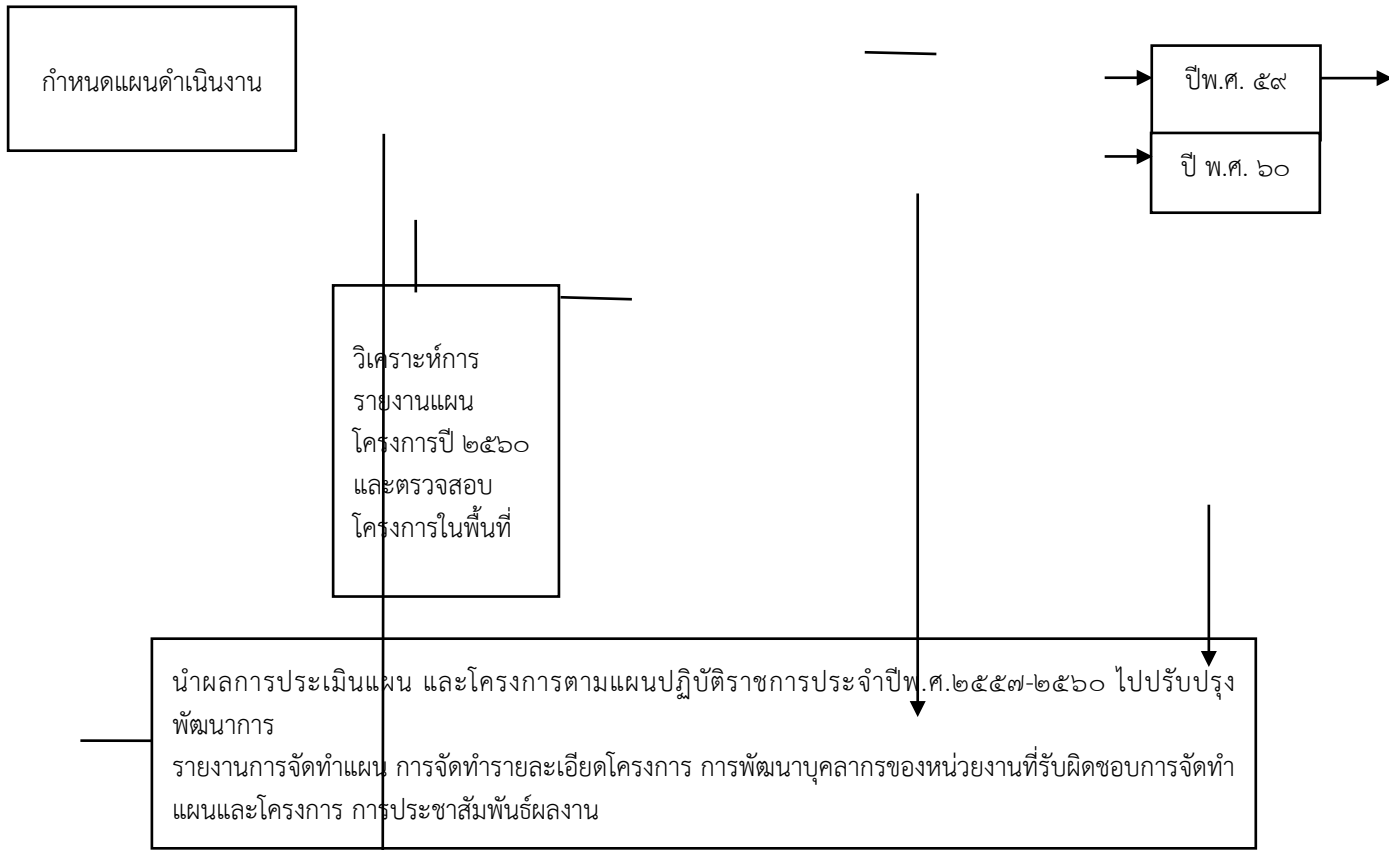 กำหนดแผนดำเนินงาน
ปีพ.ศ. ๕๙
ปี พ.ศ. ๖๐
วิเคราะห์การ
รายงานแผน
โครงการปี ๒๕๖๐
และตรวจสอบ
โครงการในพื้นที่
นำผลการประเมินแผน และโครงการตามแผนปฏิบัติราชการประจำปีพ.ศ.๒๕๕๗-๒๕๖๐ ไปปรับปรุง
พัฒนาการ
รายงานการจัดทำแผน การจัดทำรายละเอียดโครงการ การพัฒนาบุคลากรของหน่วยงานที่รับผิดชอบการจัดทำ
แผนและโครงการ การประชาสัมพันธ์ผลงาน